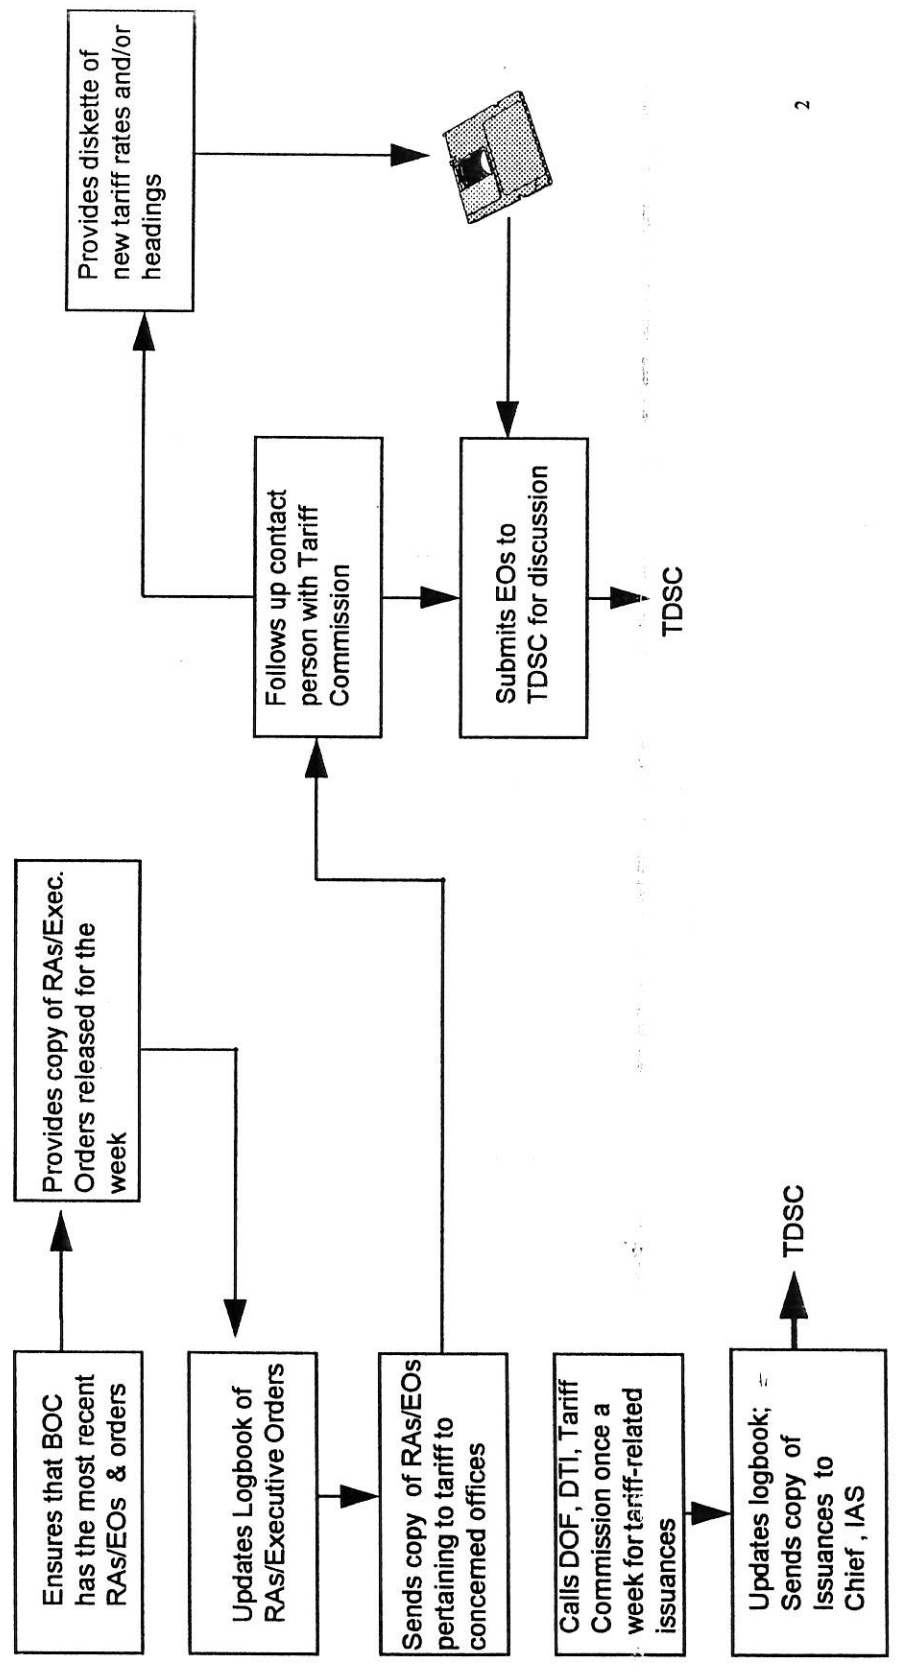 Ensures that BOC
has the most recent
RAs/EOs & orders
Provides copy of RAs/Exec.
Orders released for the
week
Updates Logbook of
RAs/Executive Orders
Sends copy of RAs/EOs
pertaining to tariff to
concerned offices
Follows up contact
person with Tariff
Commission
Provides diskette of
new tariff rates and/or
headings
Submits EOs to
TDSC for discussion
TDSC
Calls DOF, DTI, Tariff
Commission once a
week for tariff-related
issuances
Updates logbook;
Sends copy of
Issuances to
Chief , IAS
TDSC
2